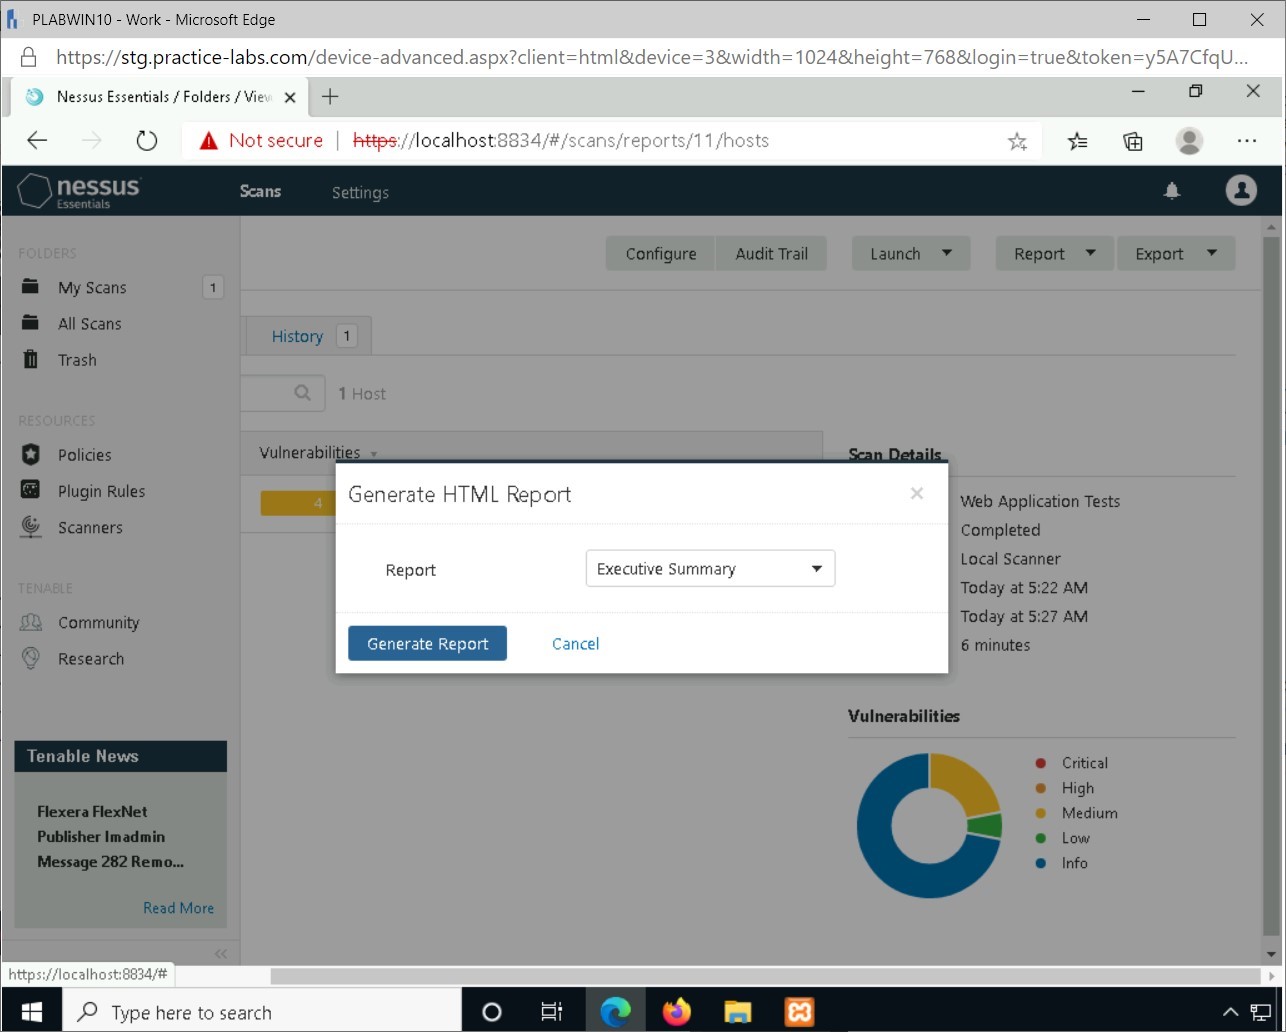 PLABWIN10 - Work - Microsoft Edge
https://stg.practice-labs.com/device-advanced.aspx?client=html&device=3&width=1024&height=768&login=true&token=y5A7CfqU...
Nessus Essentials / Folders / View
Not secure | https://localhost:8834/#/scans/reports/11/hosts
nessus
Essentials
Scans
Settings
FOLDERS
My Scans 1
All Scans
Trash
RESOURCES
Policies
Plugin Rules
Scanners
TENABLE
Community
Research
Tenable News
Flexera FlexNet
Publisher lmadmin
Message 282 Remo...
Read More
Configure Audit Trail Launch Report Export
History 1
1 Host
Vulnerabilities
4
Scan Details
Web Application Tests
Completed
Local Scanner
Today at 5:22 AM
Today at 5:27 AM
6 minutes
Generate HTML Report
Report Executive Summary
Generate Report Cancel
Vulnerabilities
Critical
High
Medium
Low
Info
https://localhost:8834/#
Type here to search